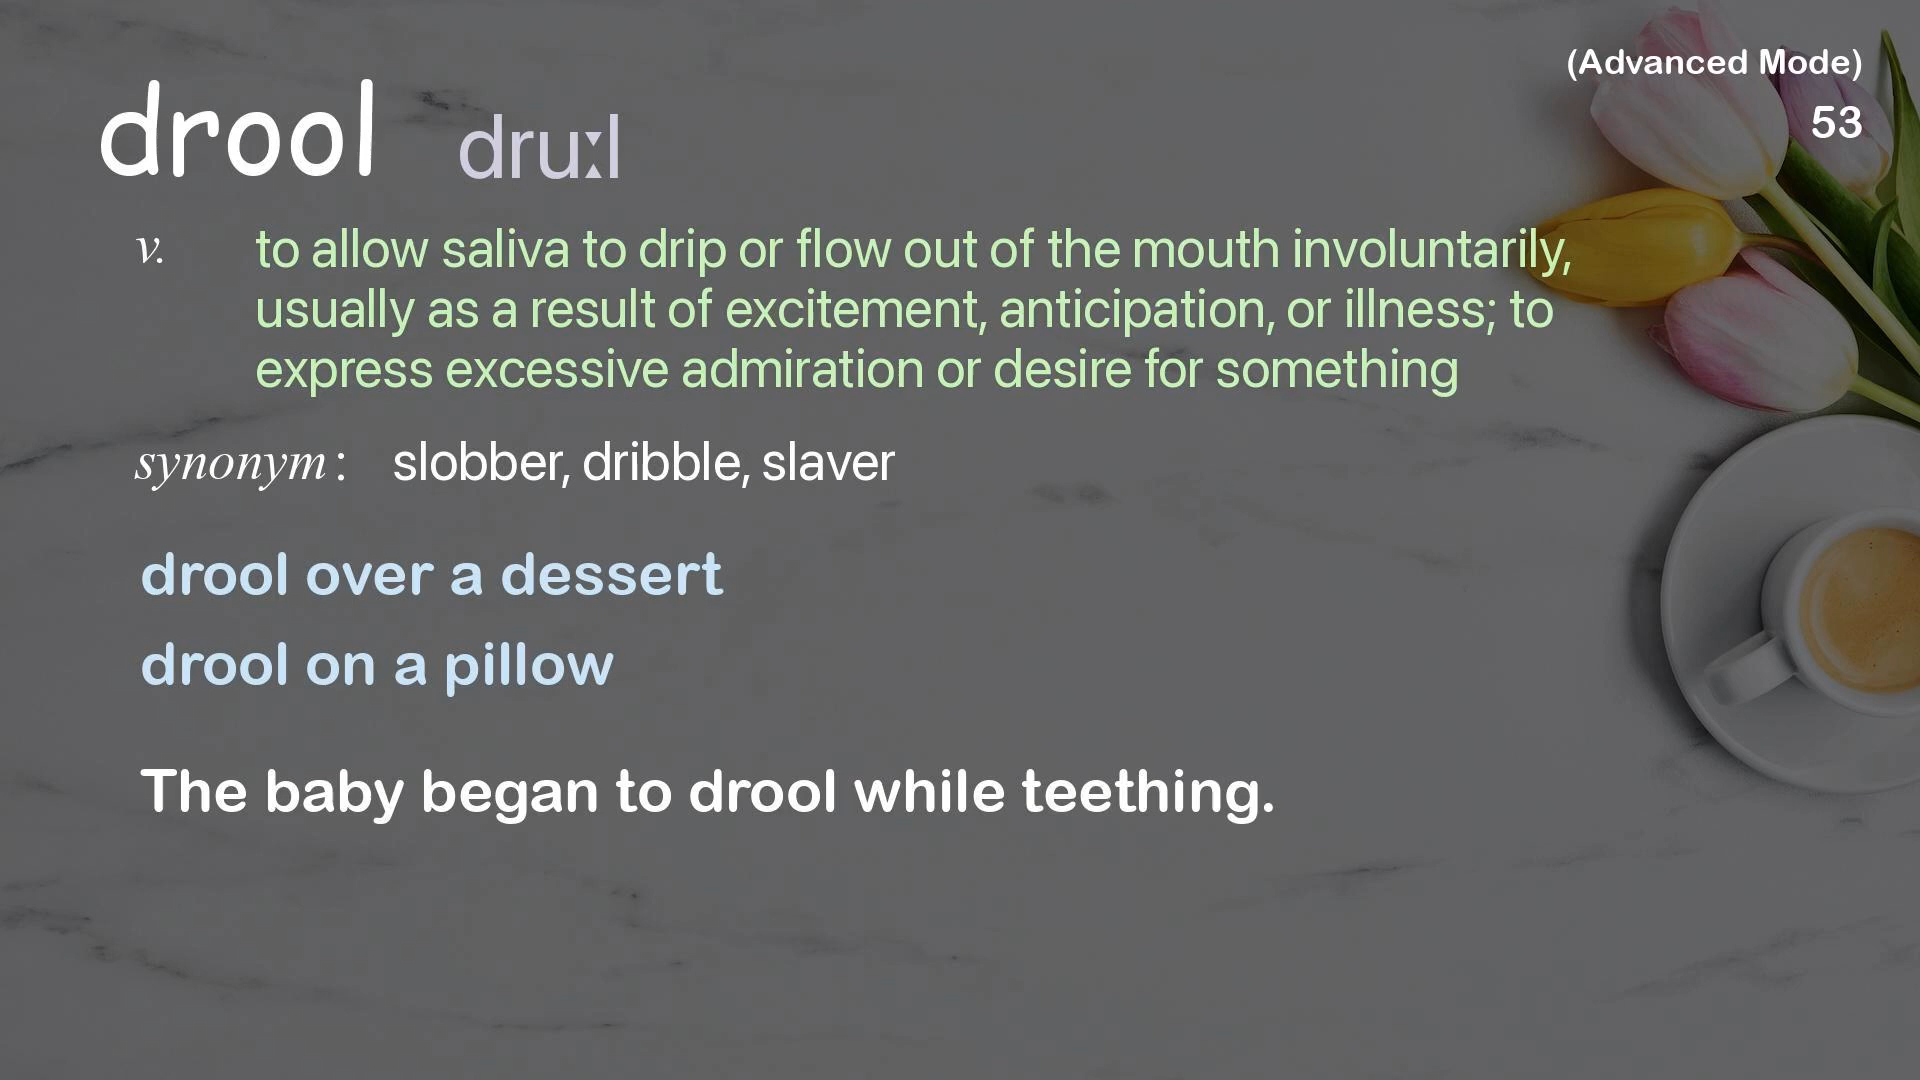 (Advanced Mode)
53
drool druːl
v. to allow saliva to drip or flow out of the mouth involuntarily,
usually as a result of excitement, anticipation, or illness; to
express excessive admiration or desire for something
synonym : slobber, dribble, slaver
drool over a dessert
drool on a pillow
The baby began to drool while teething.